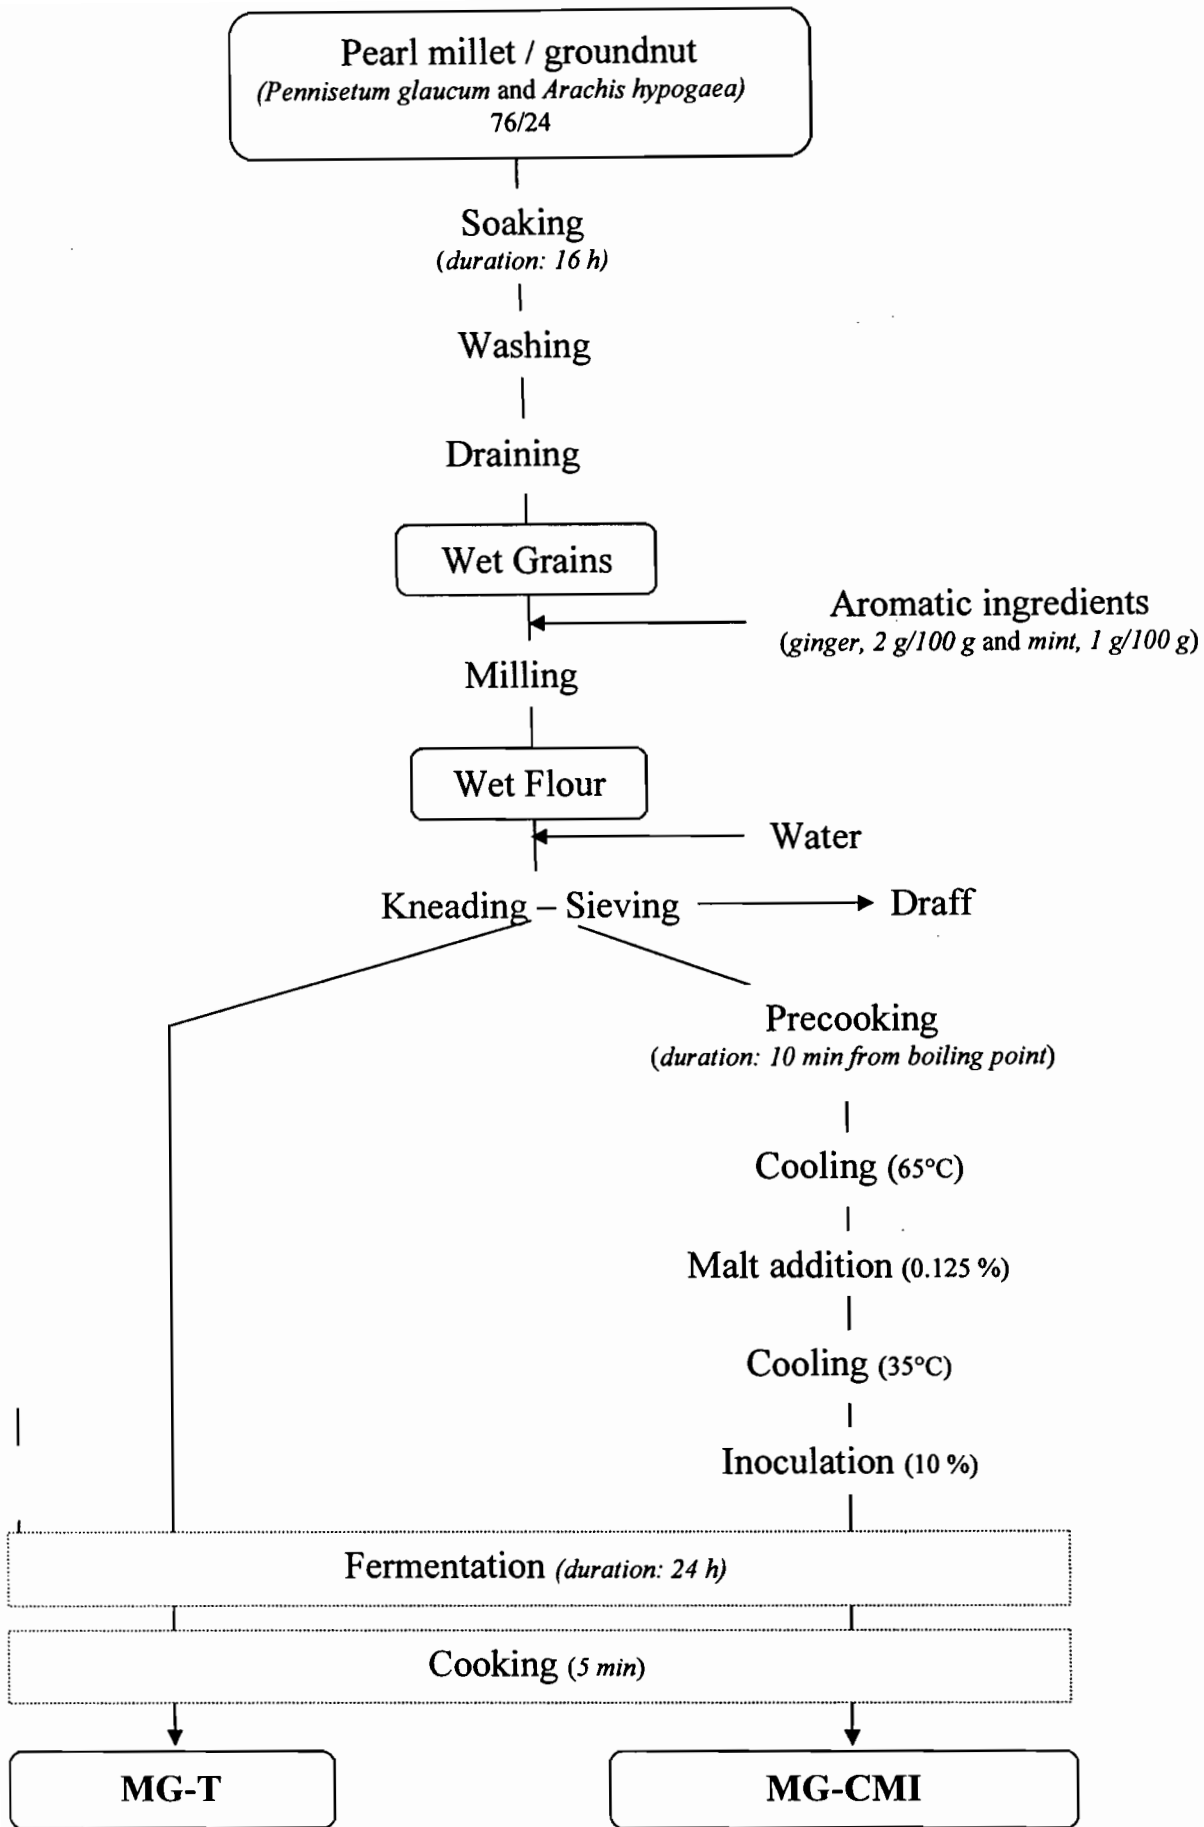 Pearl millet / groundnut
(Pennisetum glaucum and Arachis hypogaea)
76/24
Soaking
(duration: 16 h)
Washing
Draining
Wet Grains
Aromatic ingredients
(ginger, 2 g/100 g and mint, 1 g/100 g)
Milling
Wet Flour
Water
Kneading – Sieving
Draff
Precooking
(duration: 10 min from boiling point)
Cooling (65°C)
Malt addition (0.125 %)
Cooling (35°C)
Inoculation (10 %)
Fermentation (duration: 24 h)
Cooking (5 min)
MG-T
MG-CMI